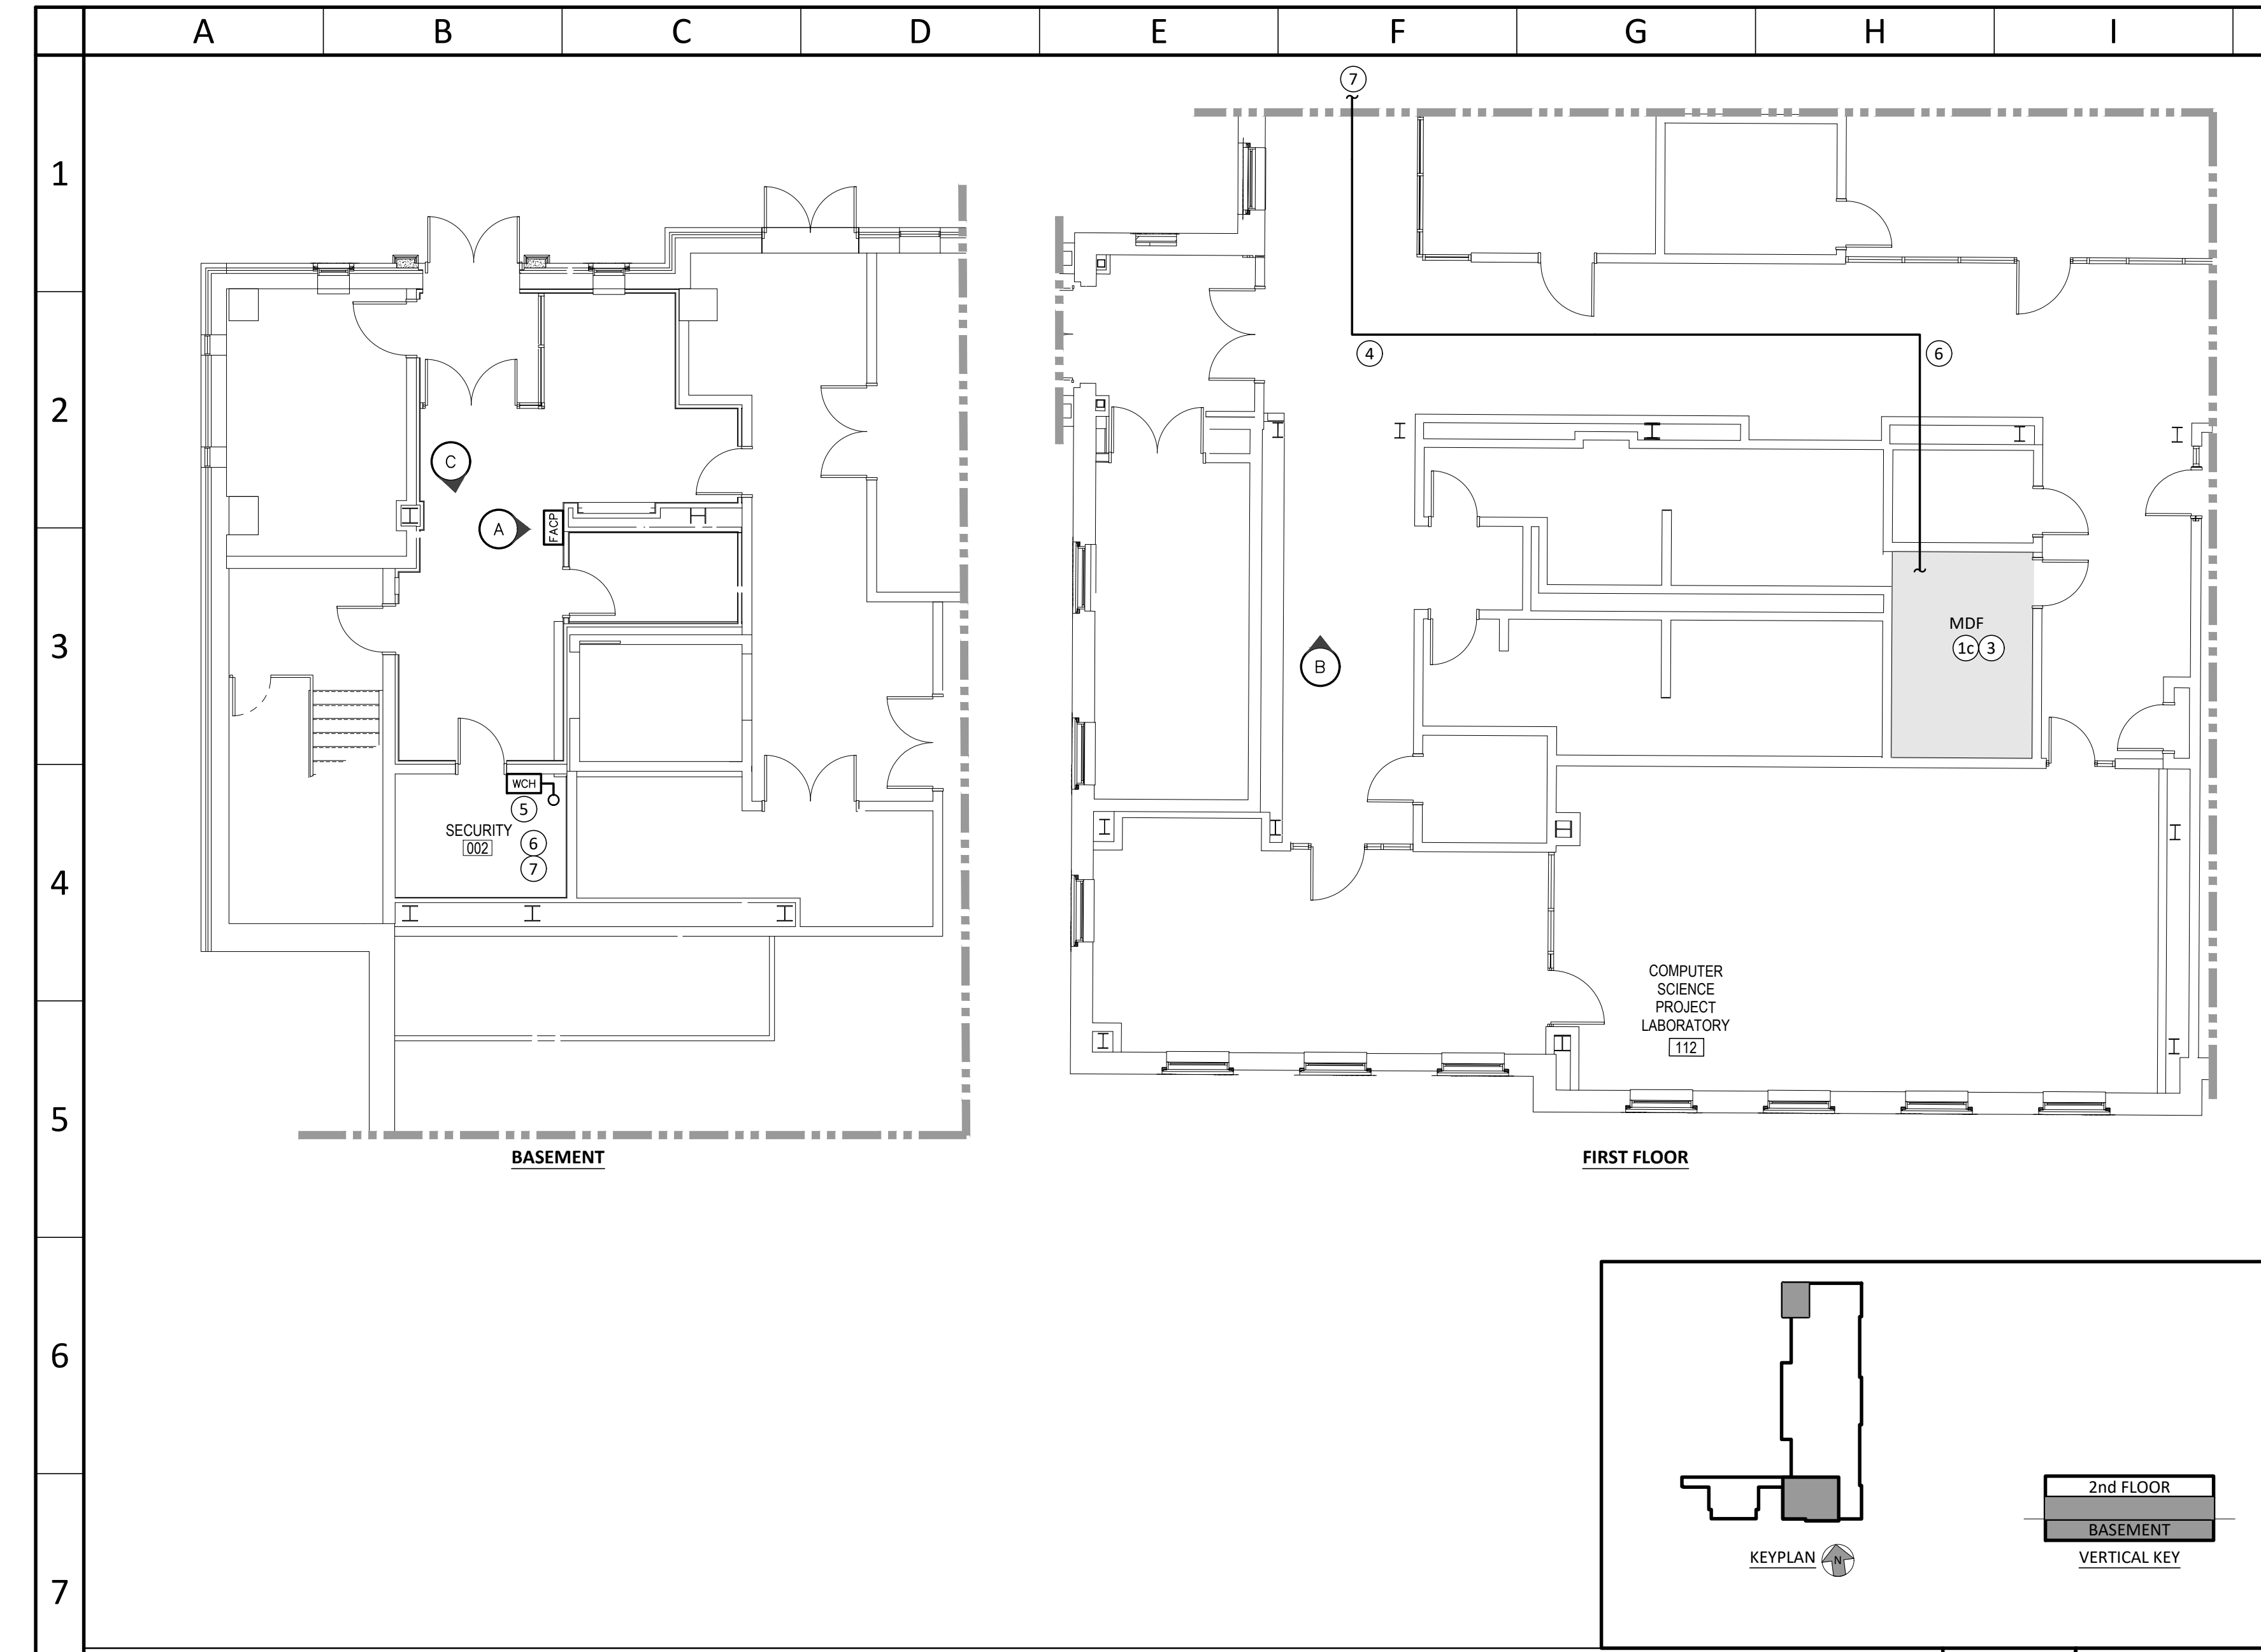 A B C D E F G H I
1
2
3
4
5
6
7
7
4
6
C
A
FACP
WCH
5
SECURITY
002
6
7
BASEMENT
B
MDF
1c 3
COMPUTER
SCIENCE
PROJECT
LABORATORY
112
FIRST FLOOR
KEYPLAN
N
2nd FLOOR
BASEMENT
VERTICAL KEY